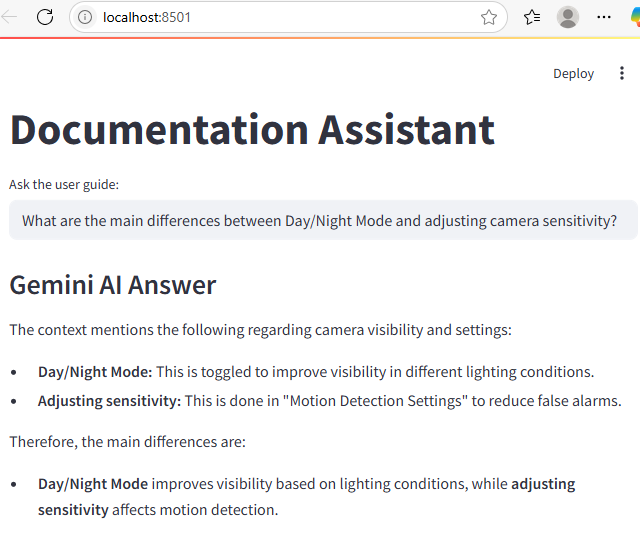 localhost:8501
Deploy
Documentation Assistant
Ask the user guide:
What are the main differences between Day/Night Mode and adjusting camera sensitivity?
Gemini AI Answer
The context mentions the following regarding camera visibility and settings:
• Day/Night Mode: This is toggled to improve visibility in different lighting conditions.
• Adjusting sensitivity: This is done in "Motion Detection Settings" to reduce false alarms.
Therefore, the main differences are:
• Day/Night Mode improves visibility based on lighting conditions, while adjusting
sensitivity affects motion detection.